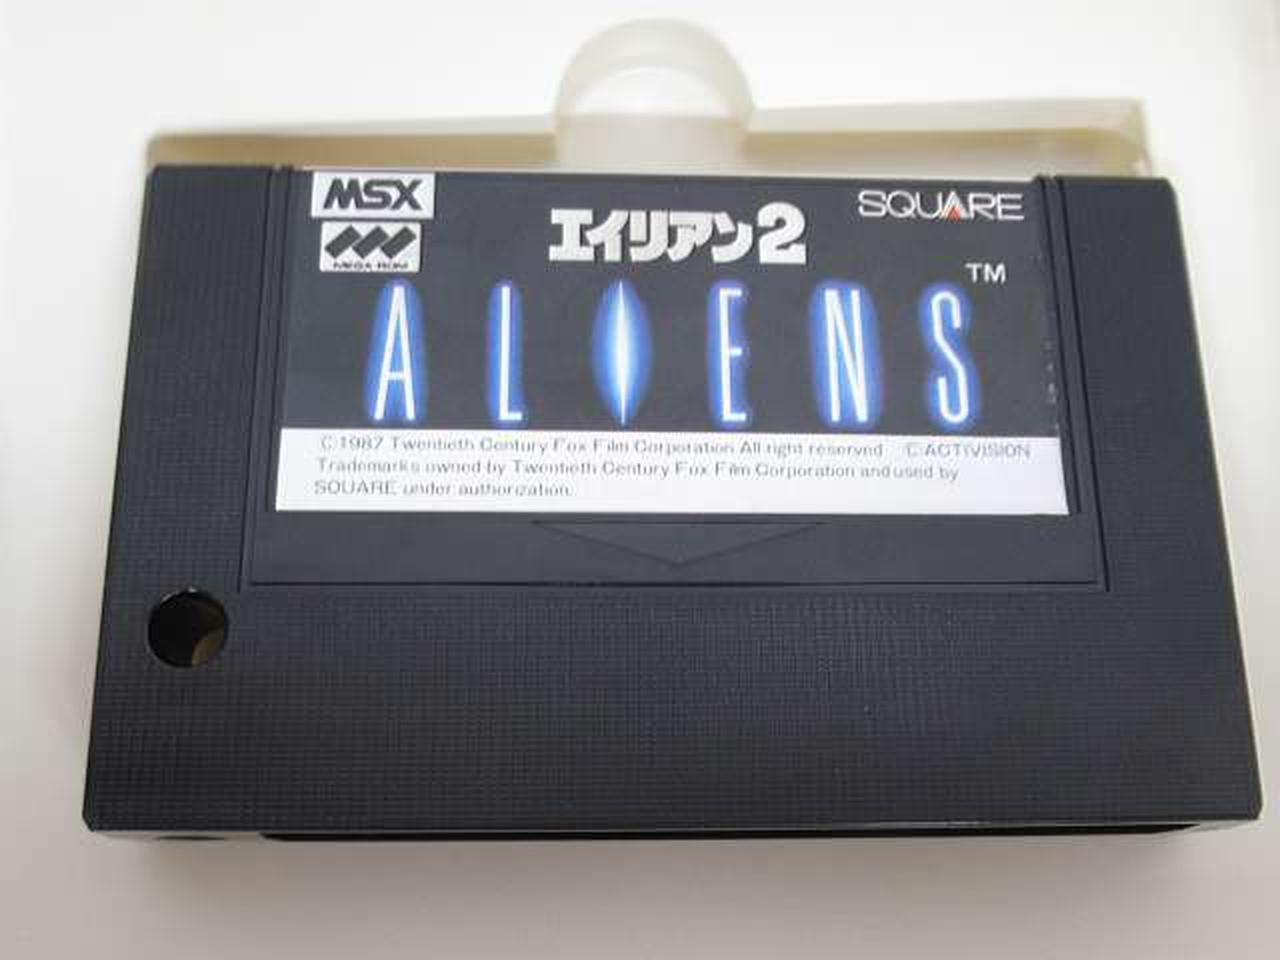 MSX
SQUARE
MEGA-ROM
エイリアン2
TM
ALIENS
C 1987 Twentieth Century Fox Film Corporation All right reserved C ACTIVISION
Trademarks owned by Twentieth Century Fox Film Corporation and used by
SQUARE under authorization.